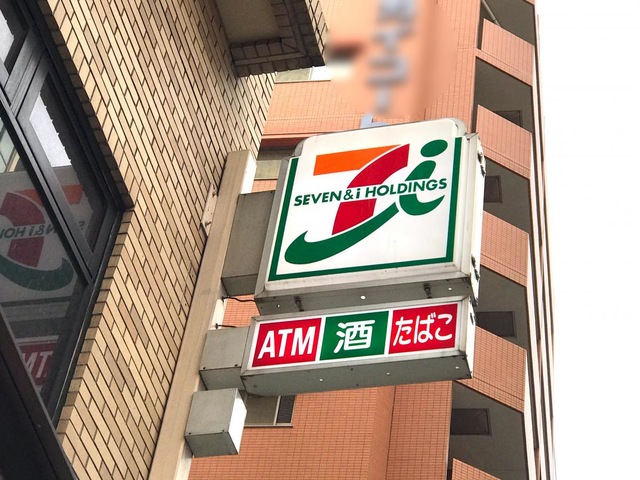 SEVEN & i HOLDINGS
ATM 酒 たばこ